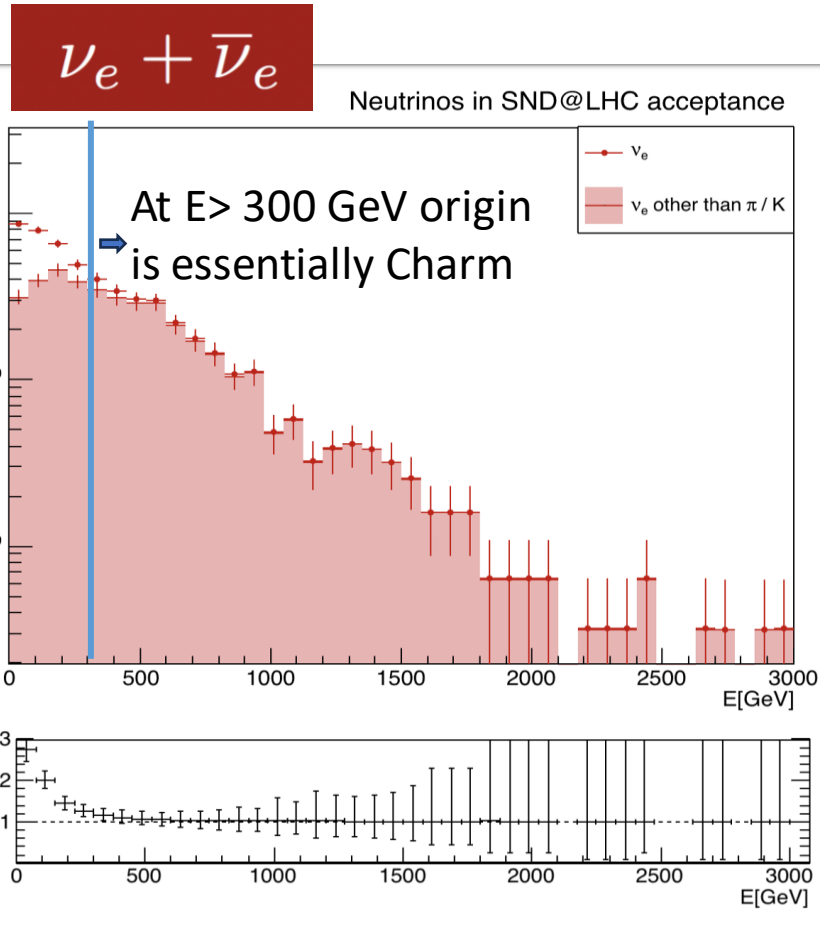 νₑ + ν̅ₑ
Neutrinos in SND@LHC acceptance
νₑ
νₑ other than π / K
At E> 300 GeV origin
is essentially Charm
0 500 1000 1500 2000 2500 3000
E[GeV]
3
2
1
0 500 1000 1500 2000 2500 3000
E[GeV]